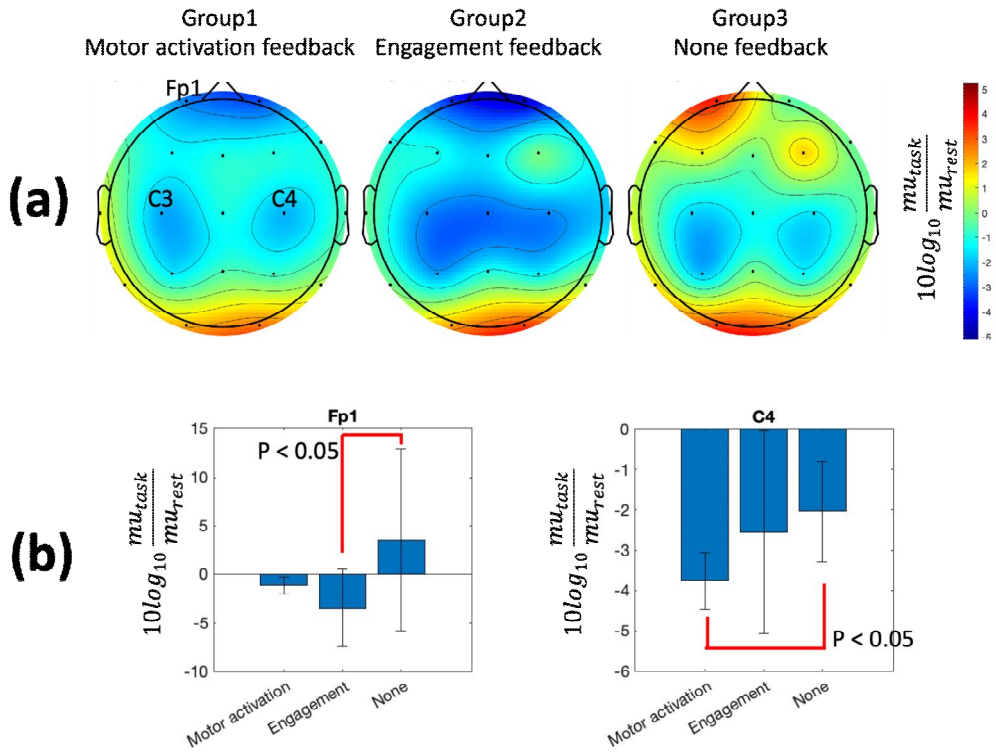 Group1
Motor activation feedback
Group2
Engagement feedback
Group3
None feedback
(a)
Fp1
C3
C4
5
4
3
2
1
0
-1
-2
-3
-4
-5
10log₁₀ mu_task / mu_rest
(b)
Fp1
15
10
5
0
-5
-10
P < 0.05
10log₁₀ mu_task / mu_rest
Motor activation
Engagement
None
C4
0
-1
-2
-3
-4
-5
-6
P < 0.05
10log₁₀ mu_task / mu_rest
Motor activation
Engagement
None